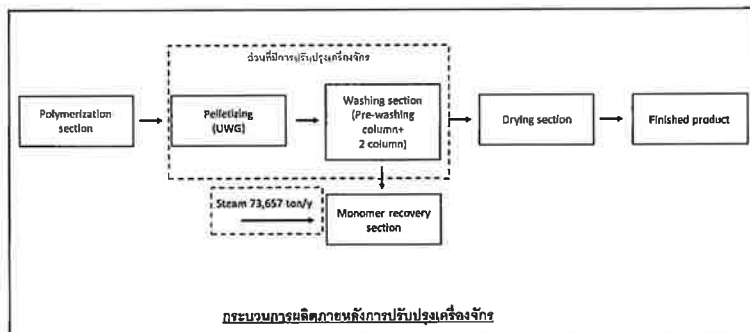 ส่วนที่มีการปรับปรุงเครื่องจักร
Polymerization
section
Pelletizing
(UWG)
Washing section
(Pre-washing
column+
2 column)
Drying section
Finished product
Steam 73,657 ton/y
Monomer recovery
section
กระบวนการผลิตภายหลังการปรับปรุงเครื่องจักร